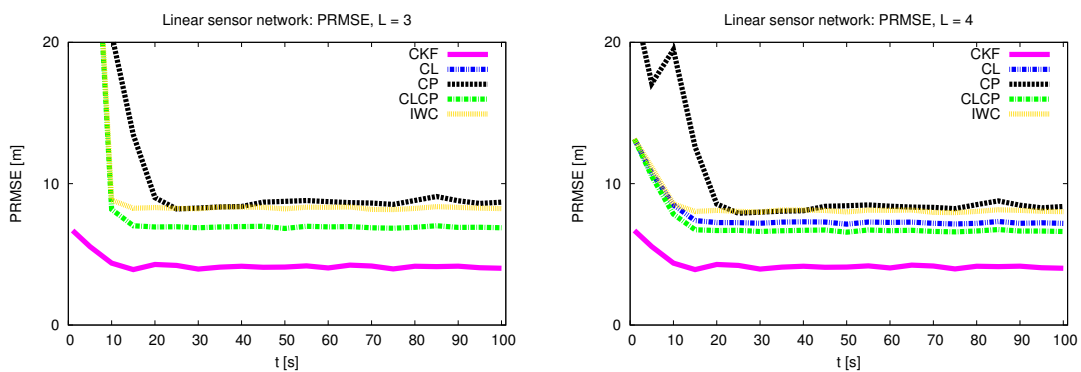 Linear sensor network: PRMSE, L = 3
20
10
0
PRMSE [m]
CKF
CL
CP
CLCP
IWC
0 10 20 30 40 50 60 70 80 90 100
t [s]
Linear sensor network: PRMSE, L = 4
20
10
0
PRMSE [m]
CKF
CL
CP
CLCP
IWC
0 10 20 30 40 50 60 70 80 90 100
t [s]